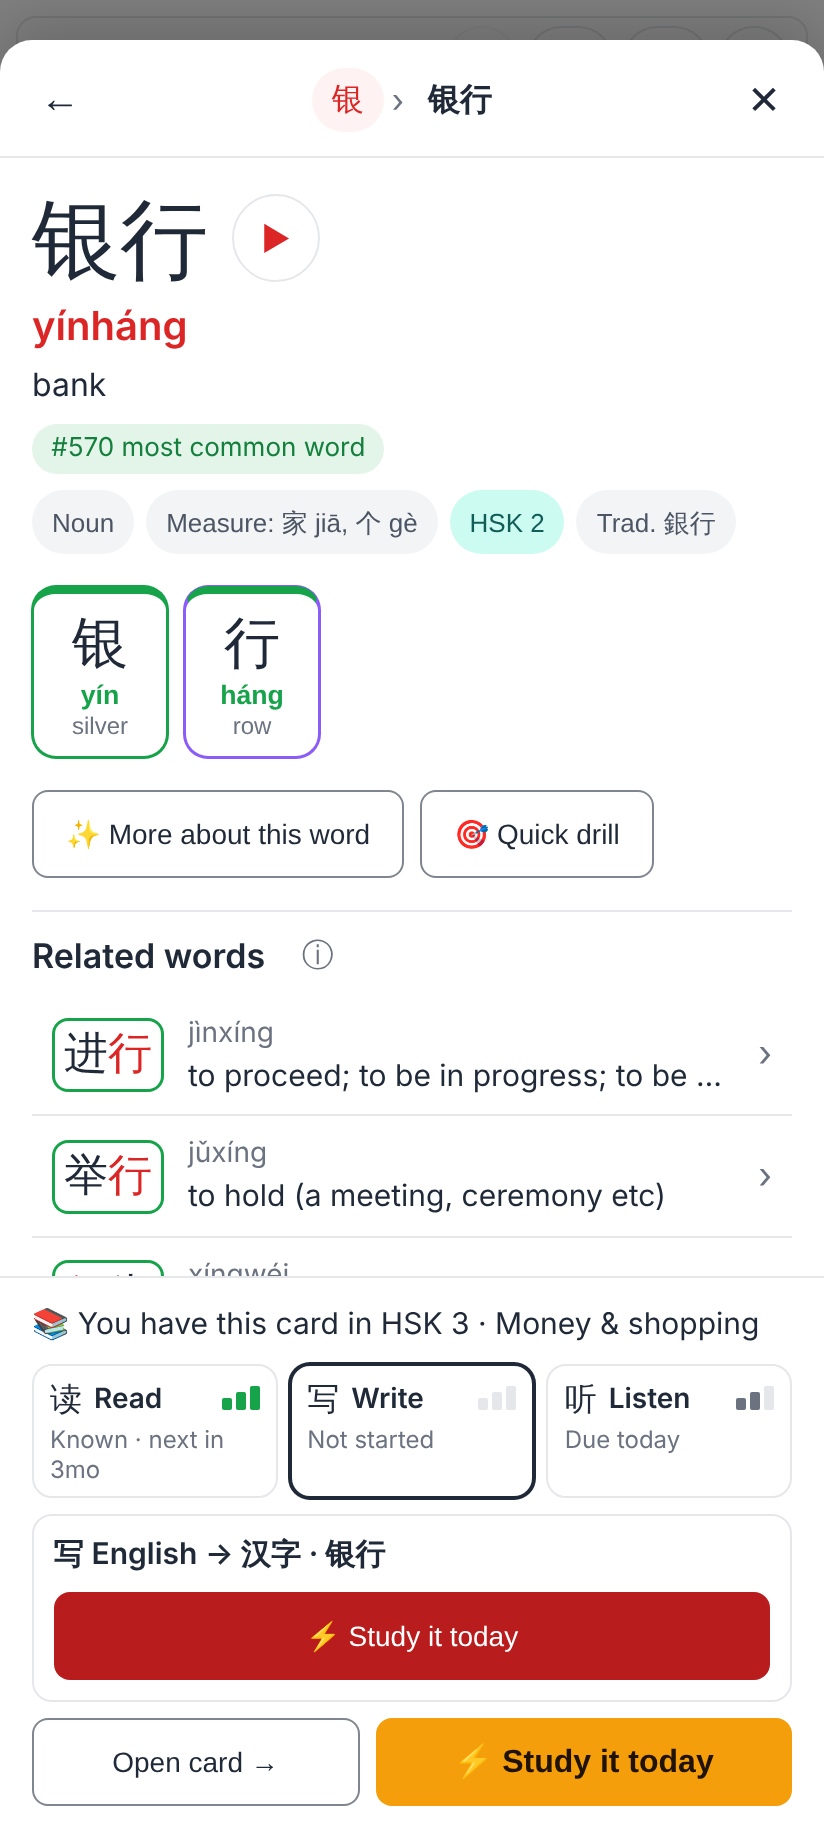 ← 银 › 银行 ✕
银行
yínháng
bank
#570 most common word
Noun Measure: 家 jiā, 个 gè HSK 2 Trad. 銀行
银 行
yín háng
silver row
✨ More about this word 🎯 Quick drill
Related words ⓘ
进行 jìnxíng
to proceed; to be in progress; to be ... ›
举行 jǔxíng
to hold (a meeting, ceremony etc) ›
xíngwéi
📚 You have this card in HSK 3 · Money & shopping
读 Read 写 Write 听 Listen
Known · next in 3mo Not started Due today
写 English → 汉字 · 银行
⚡ Study it today
Open card → ⚡ Study it today